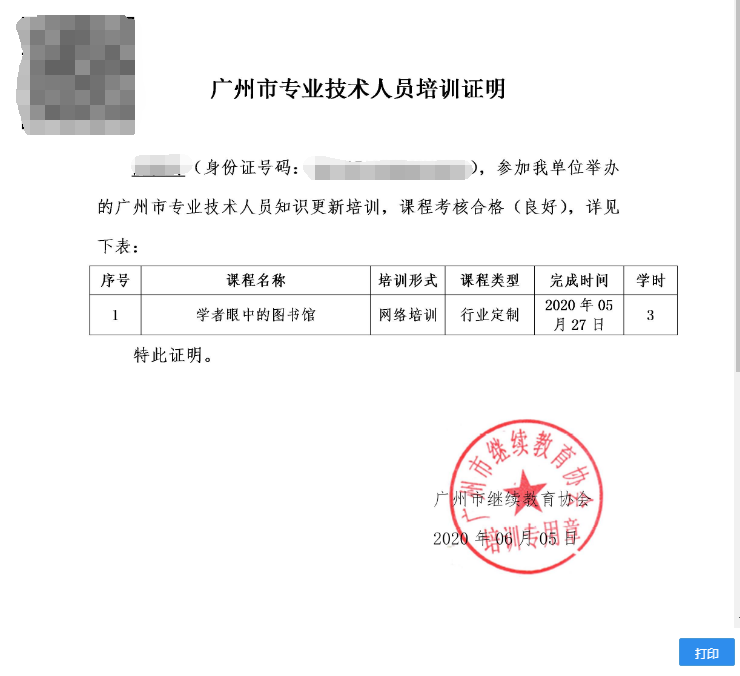 广州市专业技术人员培训证明
（身份证号码： ），参加我单位举办
的广州市专业技术人员知识更新培训，课程考核合格（良好），详见
下表：
序号 课程名称 培训形式 课程类型 完成时间 学时
1 学者眼中的图书馆 网络培训 行业定制 2020 年 05 月 27 日 3
特此证明。
广州市继续教育协会
广州市继续教育协会
2020 年 06 月 05 日
培训专用章
打印